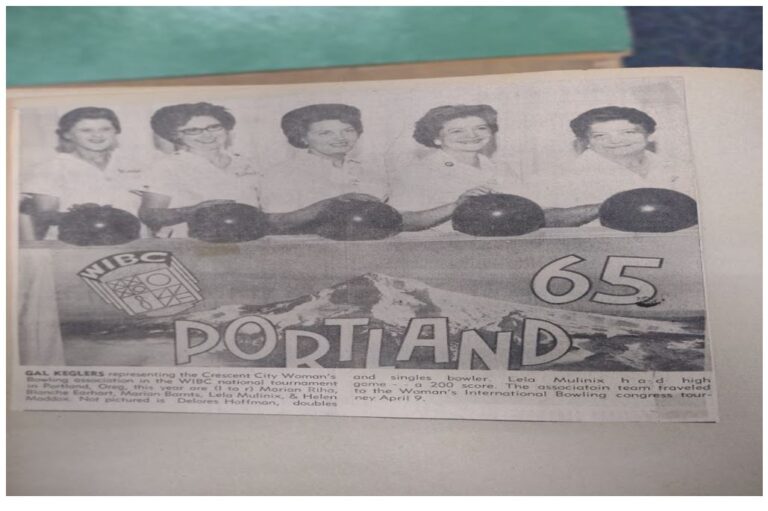 WIBC
65
PORTLAND
GAL KEGLERS representing the Crescent City Woman's
Bowling association in the WIBC national tournament
in Portland, Oreg, this year are (l to r) Marian Riha,
Blanche Earhart, Marian Barnts, Lela Mulinix, & Helen
Maddox. Not pictured is Delores Hoffman, doubles
and singles bowler. Lela Mulinix h-a-d high
game — a 200 score. The associatoin team fraveled
to the Woman's International Bowling congress tour-
ney April 9.